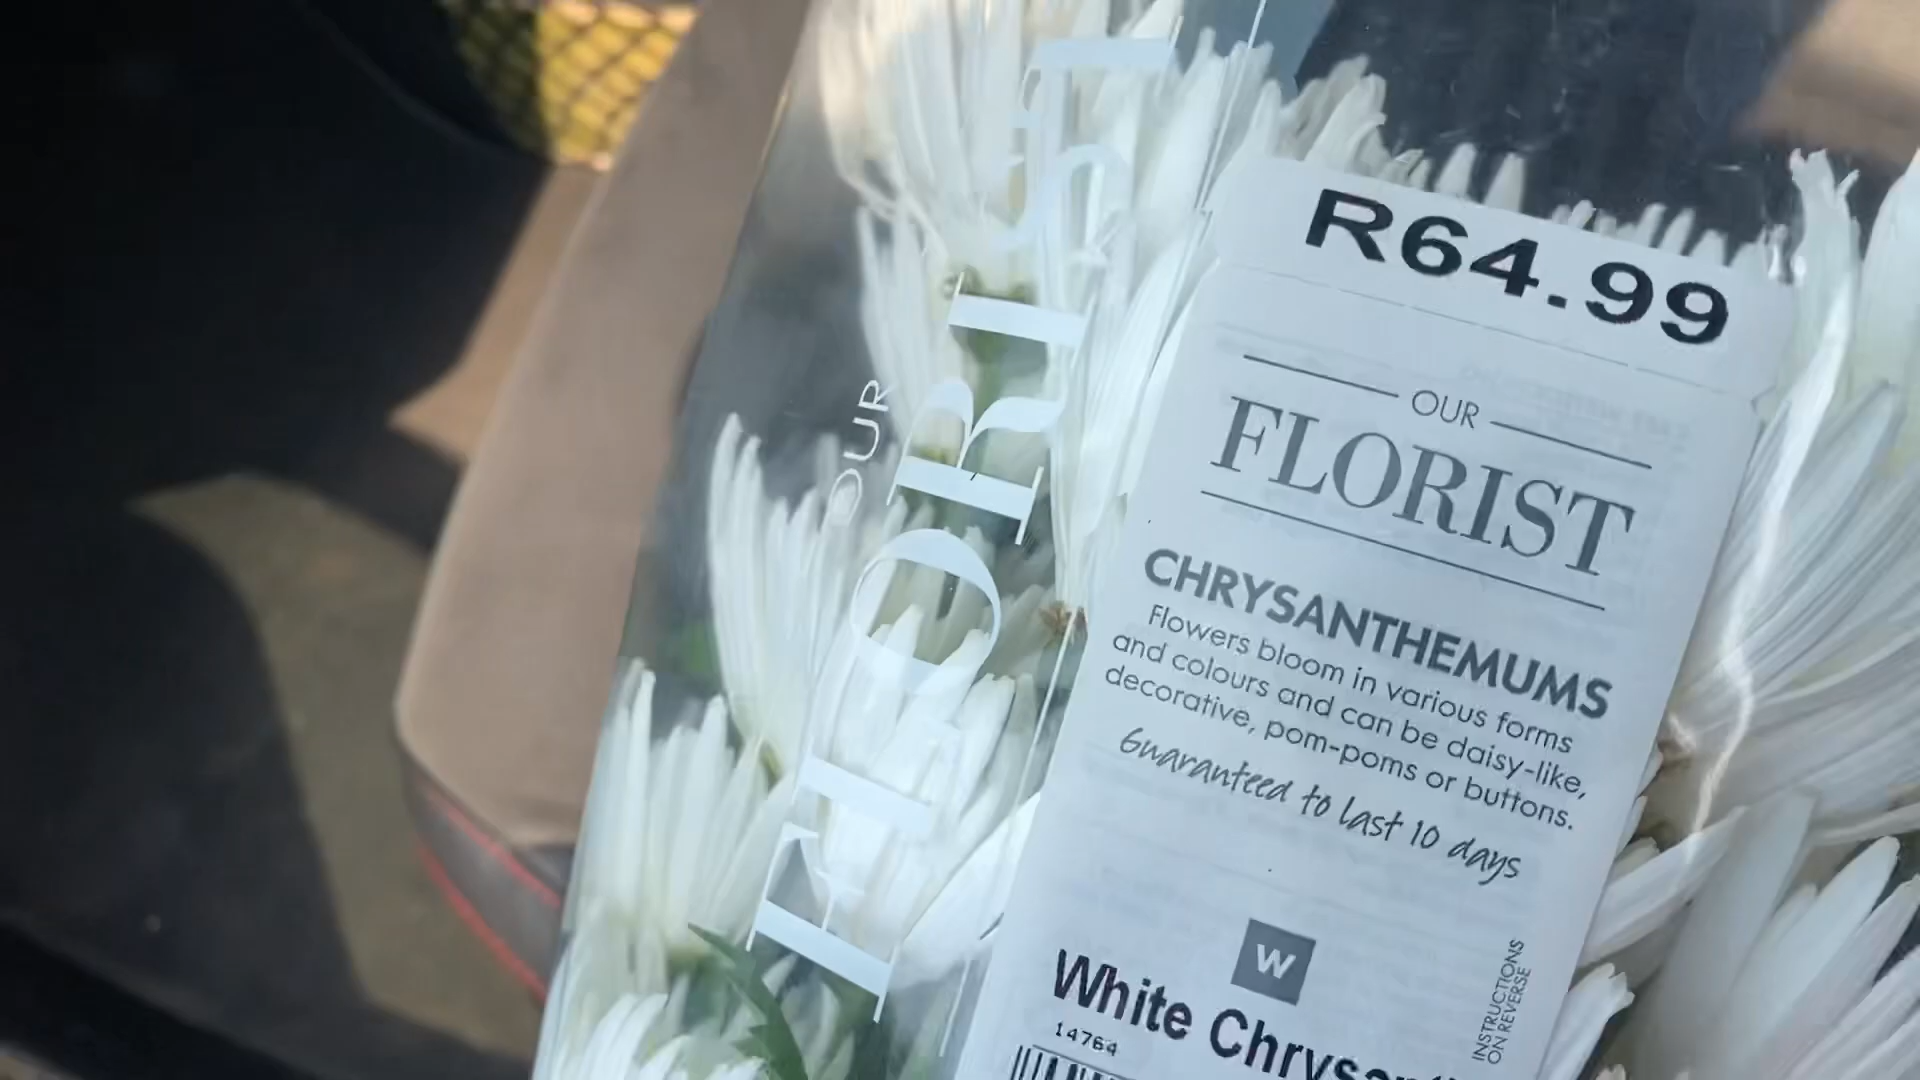 OUR
FLORIST
R64.99
OUR
FLORIST
CHRYSANTHEMUMS
Flowers bloom in various forms
and colours and can be daisy-like,
decorative, pom-poms or buttons.
Guaranteed to last 10 days
W
INSTRUCTIONS
ON REVERSE
White
14764